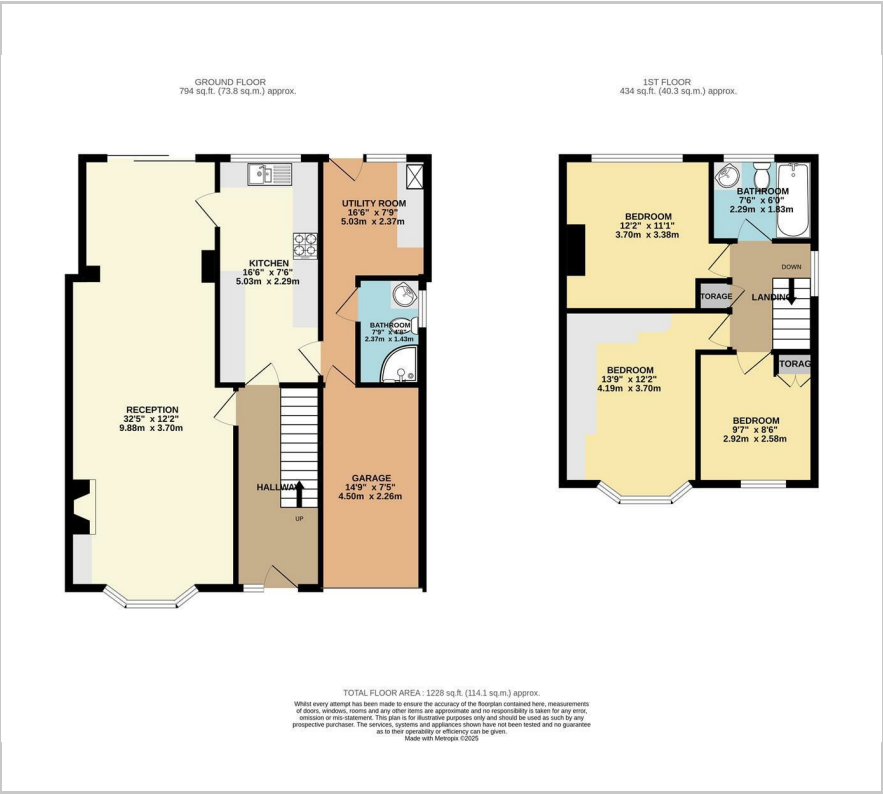 GROUND FLOOR
794 sq.ft. (73.8 sq.m.) approx.
1ST FLOOR
434 sq.ft. (40.3 sq.m.) approx.
UTILITY ROOM
16'6" x 7'9"
5.03m x 2.37m
KITCHEN
16'6" x 7'6"
5.03m x 2.29m
BATHROOM
7'9" x 4'8"
2.37m x 1.43m
RECEPTION
32'5" x 12'2"
9.88m x 3.70m
HALLWAY
UP
GARAGE
14'9" x 7'5"
4.50m x 2.26m
BATHROOM
7'6" x 6'0"
2.29m x 1.83m
BEDROOM
12'2" x 11'1"
3.70m x 3.38m
DOWN
TORAGE
LANDING
BEDROOM
13'9" x 12'2"
4.19m x 3.70m
TORAG
BEDROOM
9'7" x 8'6"
2.92m x 2.58m
TOTAL FLOOR AREA : 1228 sq.ft. (114.1 sq.m.) approx.
Whilst every attempt has been made to ensure the accuracy of the floorplan contained here, measurements
of doors, windows, rooms and any other items are approximate and no responsibility is taken for any error,
omission or mis-statement. This plan is for illustrative purposes only and should be used as such by any
prospective purchaser. The services, systems and appliances shown have not been tested and no guarantee
as to their operability or efficiency can be given.
Made with Metropix ©2025